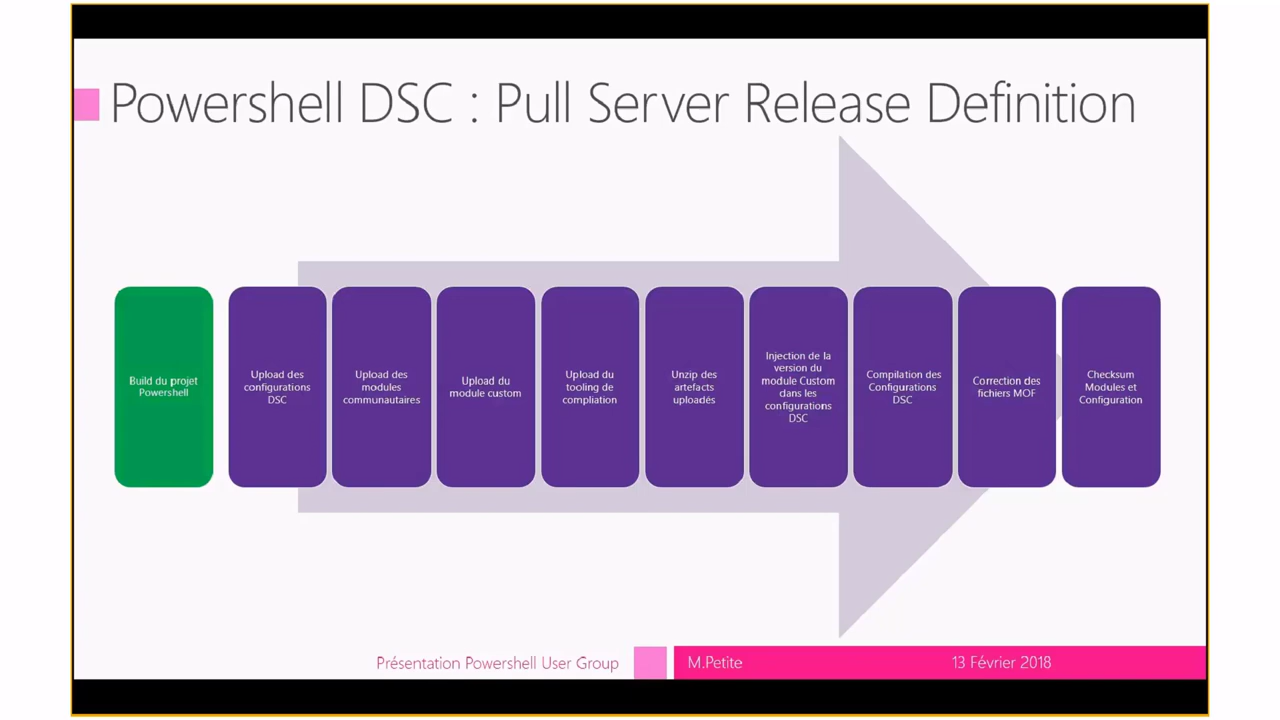 Powershell DSC : Pull Server Release Definition
Build du projet
Powershell
Upload des
configurations
DSC
Upload des
modules
communautaires
Upload du
module custom
Upload du
tooling de
compliation
Unzip des
artefacts
uploadés
Injection de la
version du
module Custom
dans les
configurations
DSC
Compilation des
Configurations
DSC
Correction des
fichiers MOF
Checksum
Modules et
Configuration
Présentation Powershell User Group
M.Petite
13 Février 2018